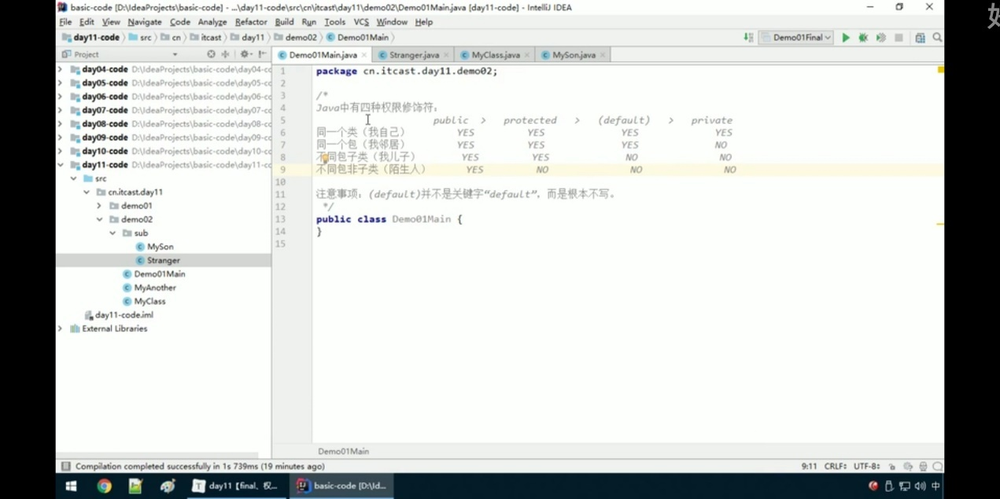 basic-code [D:\IdeaProjects\basic-code] - ...\day11-code\src\cn\itcast\day11\demo02\Demo01Main.java [day11-code] - IntelliJ IDEA
File Edit View Navigate Code Analyze Refactor Build Run Tools VCS Window Help
day11-code src cn itcast day11 demo02 Demo01Main Demo01Final
Project Demo01Main.java Stranger.java MyClass.java MySon.java
day04-code D:\IdeaProjects\basic-code\day04-cc
day05-code D:\IdeaProjects\basic-code\day05-cc
day06-code D:\IdeaProjects\basic-code\day06-cc
day07-code D:\IdeaProjects\basic-code\day07-cc
day08-code D:\IdeaProjects\basic-code\day08-cc
day09-code D:\IdeaProjects\basic-code\day09-cc
day10-code D:\IdeaProjects\basic-code\day10-cc
day11-code D:\IdeaProjects\basic-code\day11-cc
src
cn.itcast.day11
demo01
demo02
sub
MySon
Stranger
Demo01Main
MyAnother
MyClass
day11-code.iml
External Libraries
1 package cn.itcast.day11.demo02;
2
3 /*
4 Java中有四种权限修饰符：
5 public > protected > (default) > private
6 同一个类（我自己） YES YES YES YES
7 同一个包（我邻居） YES YES YES NO
8 不同包子类（我儿子） YES YES NO NO
9 不同包非子类（陌生人） YES NO NO NO
10
11 注意事项：(default)并不是关键字“default”，而是根本不写。
12 */
13 public class Demo01Main {
14 }
15
Demo01Main
Compilation completed successfully in 1s 739ms (19 minutes ago) 9:11 CRLF÷ UTF-8÷
day11【final、权... basic-code [D:\Id... 中